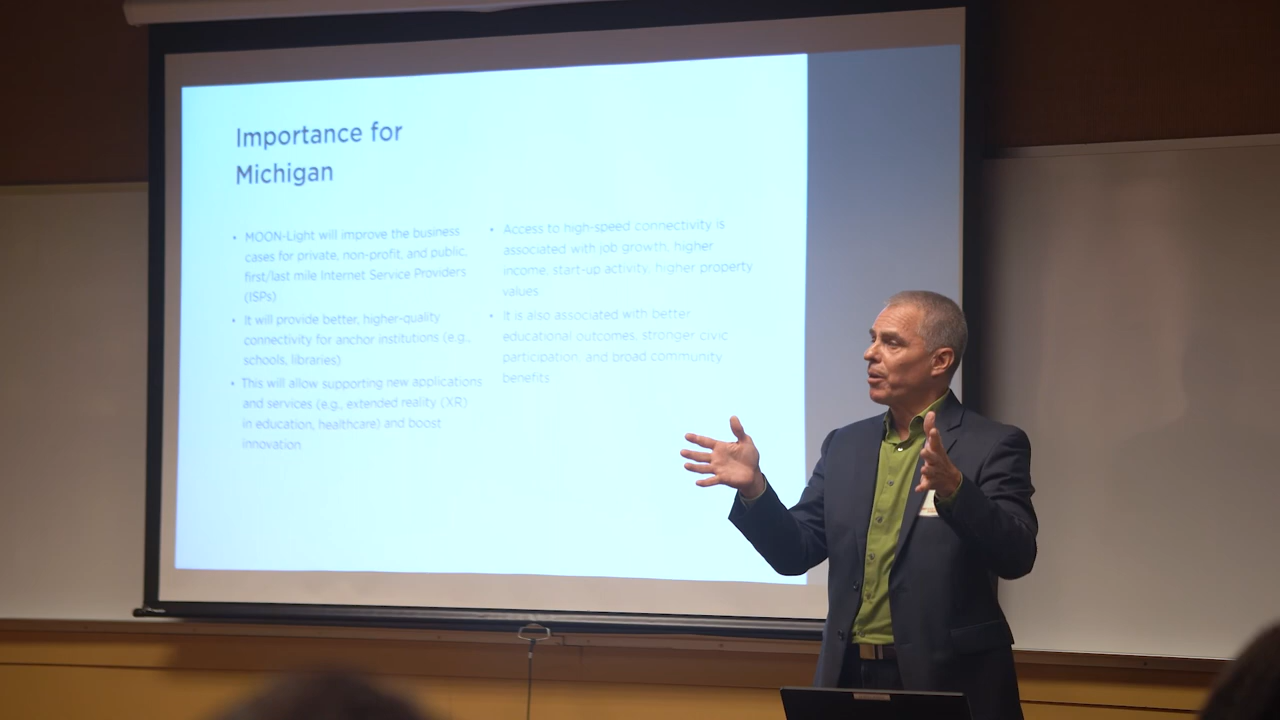 Importance for
Michigan
• MOON-Light will improve the business
cases for private, non-profit, and public,
first/last mile Internet Service Providers
(ISPs)
• It will provide better, higher-quality
connectivity for anchor institutions (e.g.,
schools, libraries)
• This will allow supporting new applications
and services (e.g., extended reality (XR)
in education, healthcare) and boost
innovation
• Access to high-speed connectivity is
associated with job growth, higher
income, start-up activity, higher property
values
• It is also associated with better
educational outcomes, stronger civic
participation, and broad community
benefits